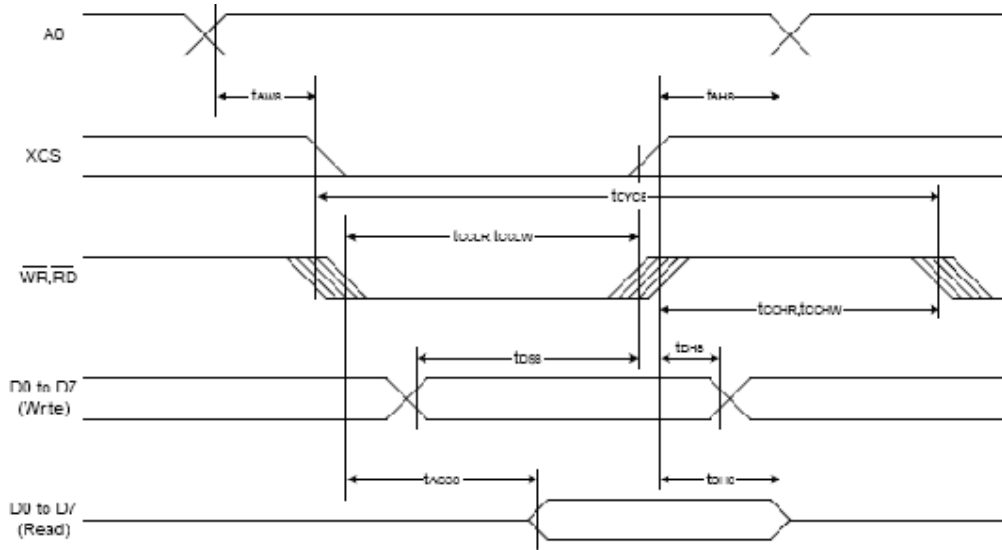 A0
tAW8
tAH8
XCS
tCYC8
tCCLR,tCCLW
WR,RD
tCCHR,tCCHW
tDS8
tDH8
D0 to D7
(Write)
tACC8
D0 to D7
(Read)